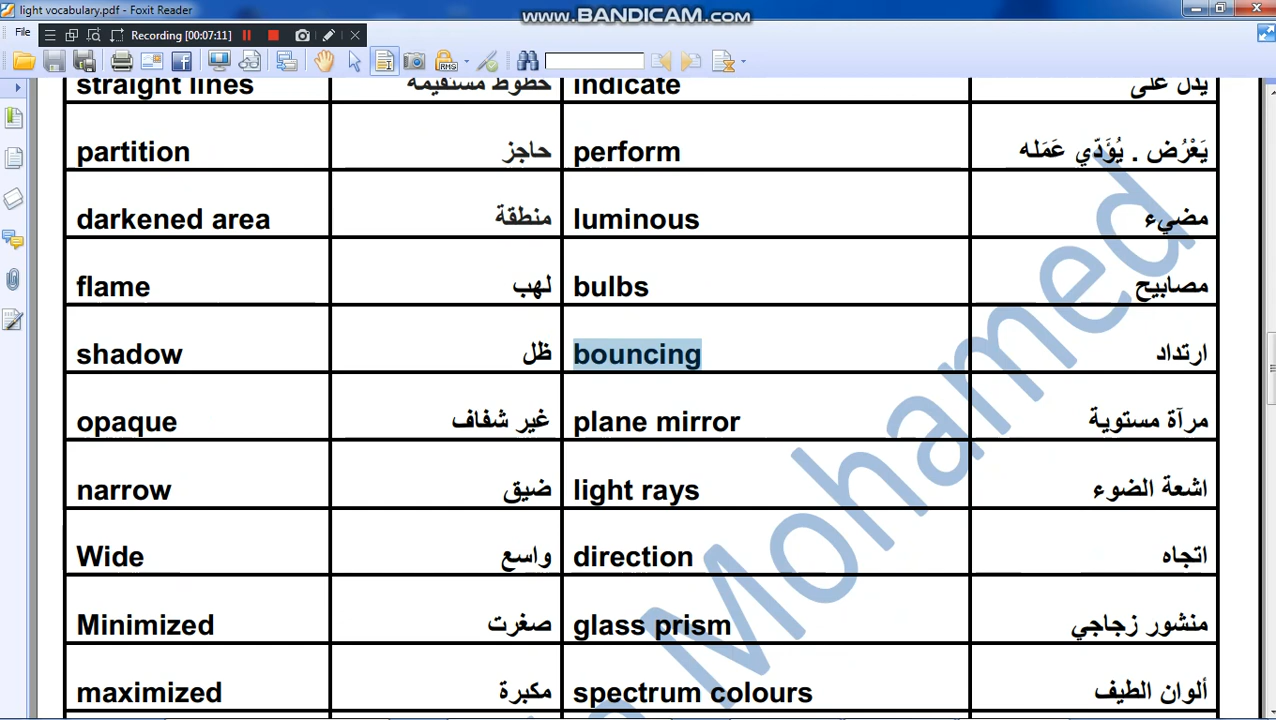 light vocabulary.pdf - Foxit Reader
www.BANDICAM.com
File
Recording [00:07:11]
straight lines خطوط مستقيمة indicate يدل على
partition حاجز perform يَعْرُض . يُؤَدّي عَمَله
darkened area منطقة luminous مضيء
flame لهب bulbs مصابيح
shadow ظل bouncing ارتداد
opaque غير شفاف plane mirror مرآة مستوية
narrow ضيق light rays اشعة الضوء
Wide واسع direction اتجاه
Minimized صغرت glass prism منشور زجاجي
maximized مكبرة spectrum colours ألوان الطيف
Mohamed